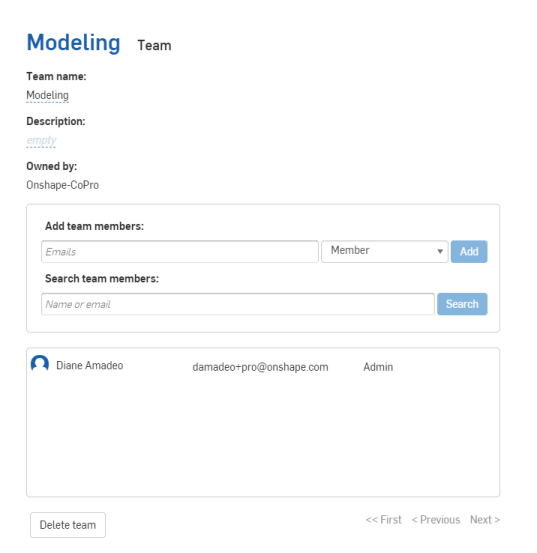 Modeling Team
Team name:
Modeling
Description:
empty
Owned by:
Onshape-CoPro
Add team members:
Emails Member Add
Search team members:
Name or email Search
Diane Amadeo damadeo+pro@onshape.com Admin
Delete team << First < Previous Next >